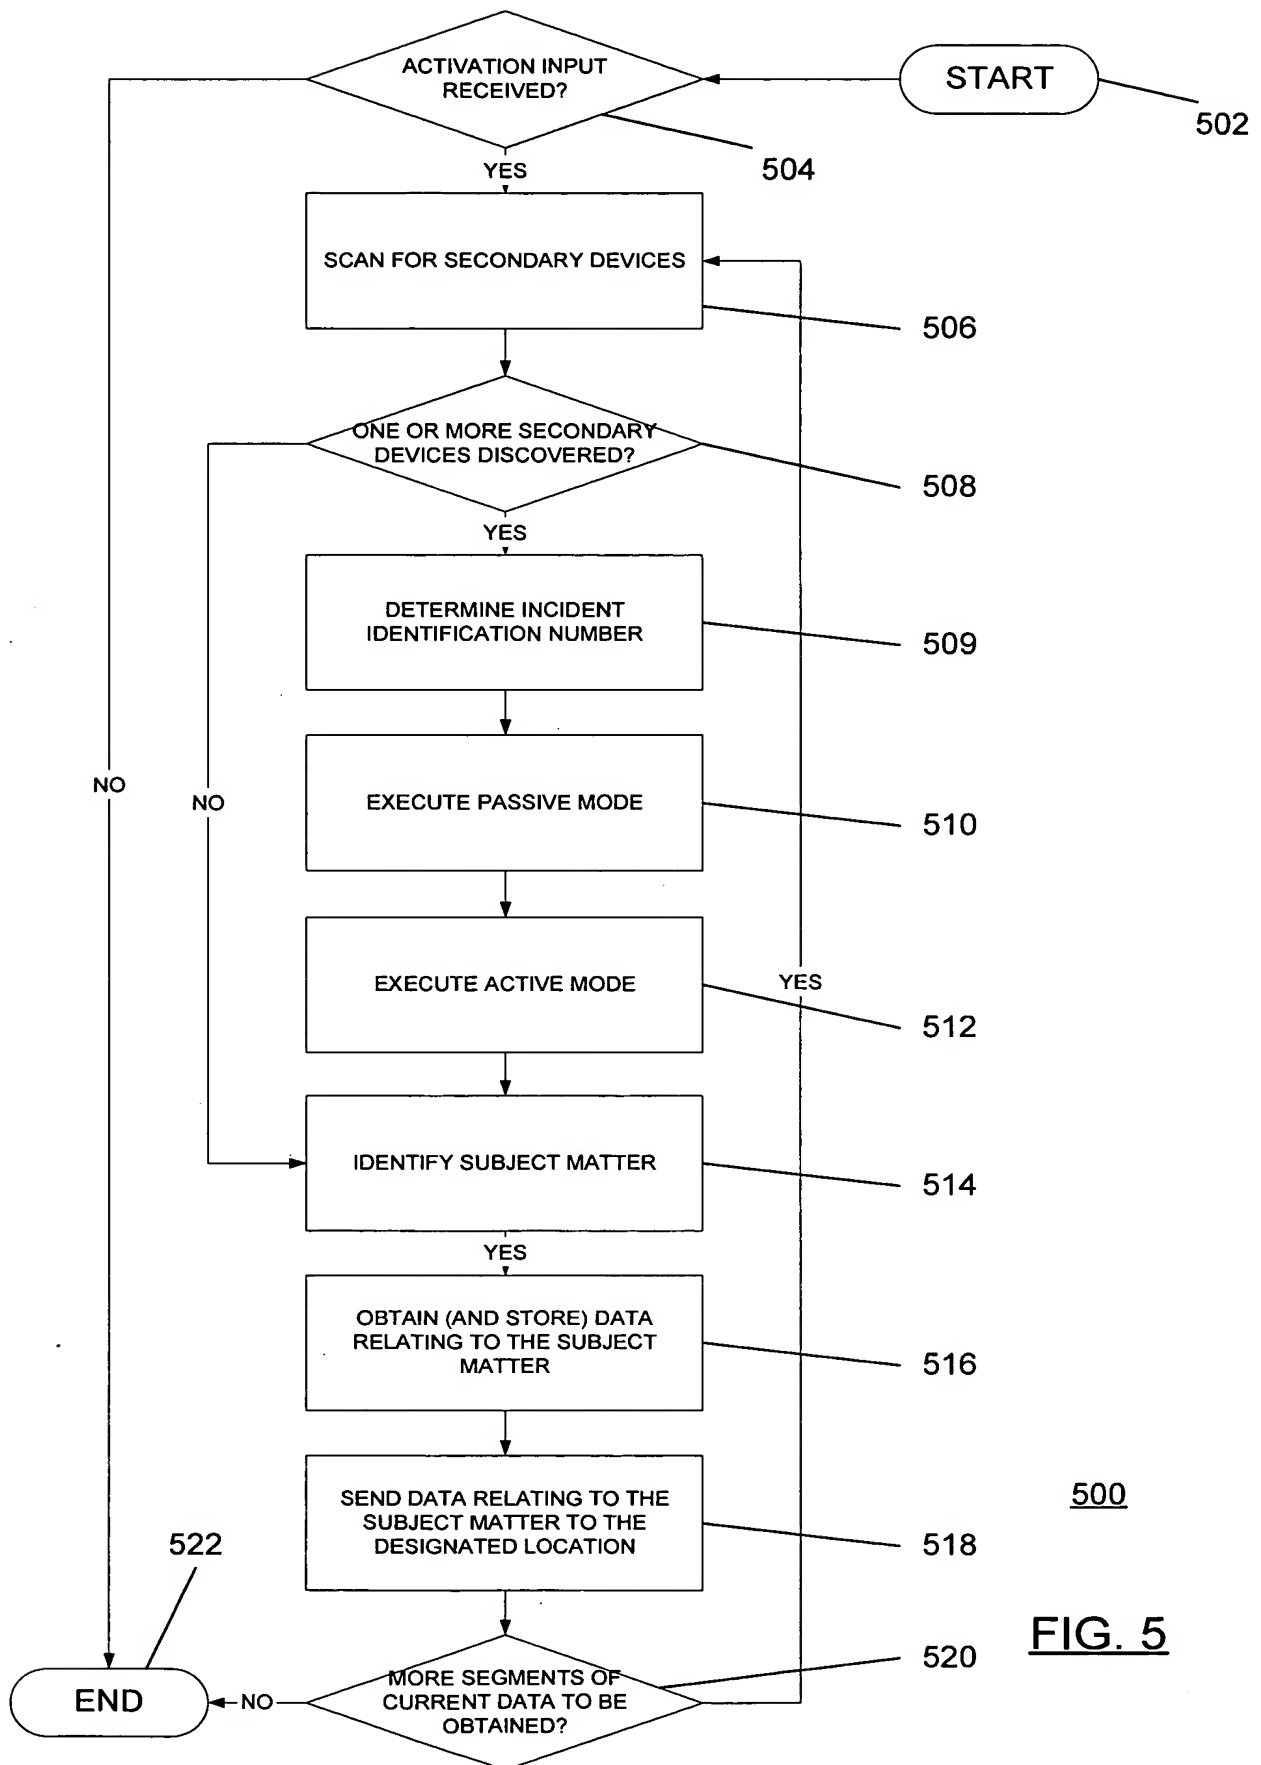 ACTIVATION INPUT
RECEIVED?
START
502
504
YES
SCAN FOR SECONDARY DEVICES
506
ONE OR MORE SECONDARY
DEVICES DISCOVERED?
508
YES
DETERMINE INCIDENT
IDENTIFICATION NUMBER
509
NO
NO
EXECUTE PASSIVE MODE
510
EXECUTE ACTIVE MODE
YES
512
IDENTIFY SUBJECT MATTER
514
YES
OBTAIN (AND STORE) DATA
RELATING TO THE SUBJECT
MATTER
516
SEND DATA RELATING TO THE
SUBJECT MATTER TO THE
DESIGNATED LOCATION
518
500
522
FIG. 5
MORE SEGMENTS OF
CURRENT DATA TO BE
OBTAINED?
520
END
NO